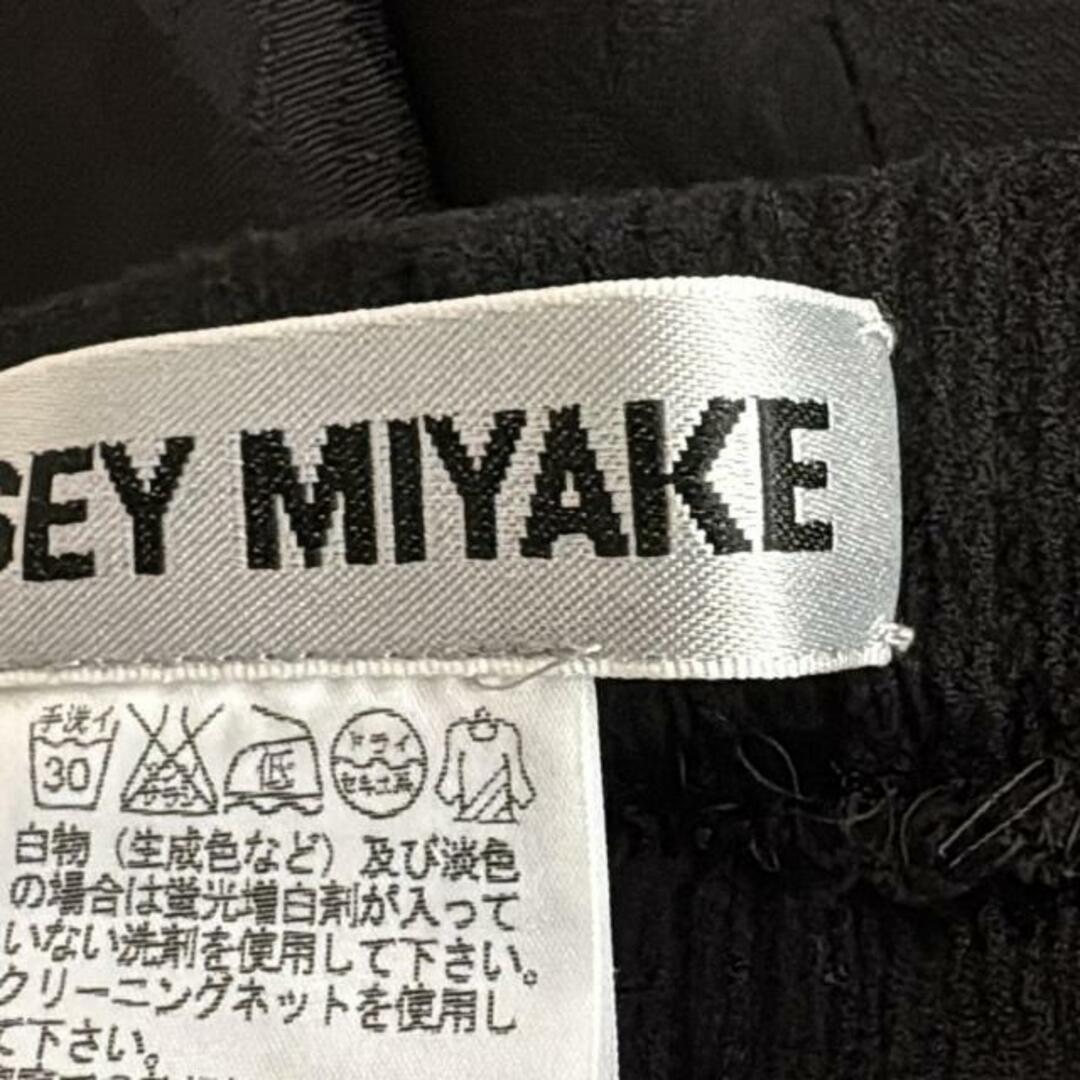 SEY MIYAKE
手洗イ 30 低 ドライ セキユ系
白物（生成色など）及び淡色
の場合は蛍光増白剤が入って
いない洗剤を使用して下さい。
クリーニングネットを使用し
て下さい。